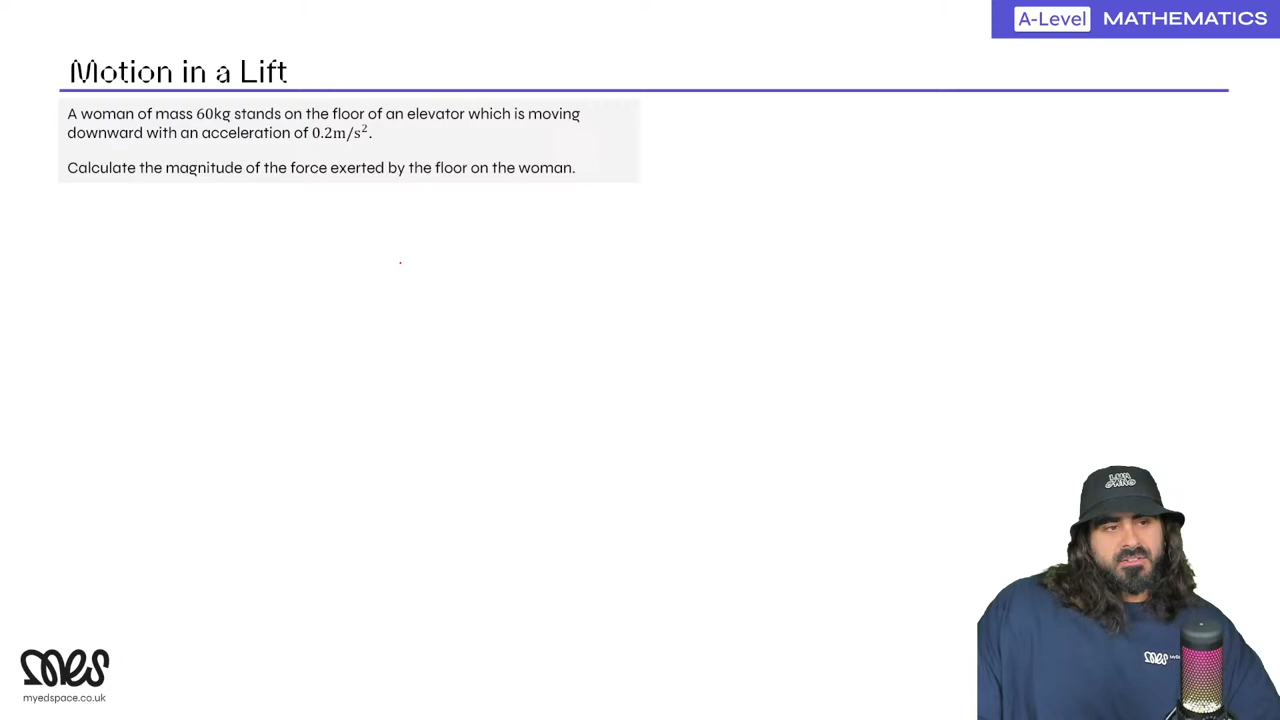 A-Level MATHEMATICS
Motion in a Lift
A woman of mass 60kg stands on the floor of an elevator which is moving
downward with an acceleration of 0.2m/s².
Calculate the magnitude of the force exerted by the floor on the woman.
mes
myedspace.co.uk
mes